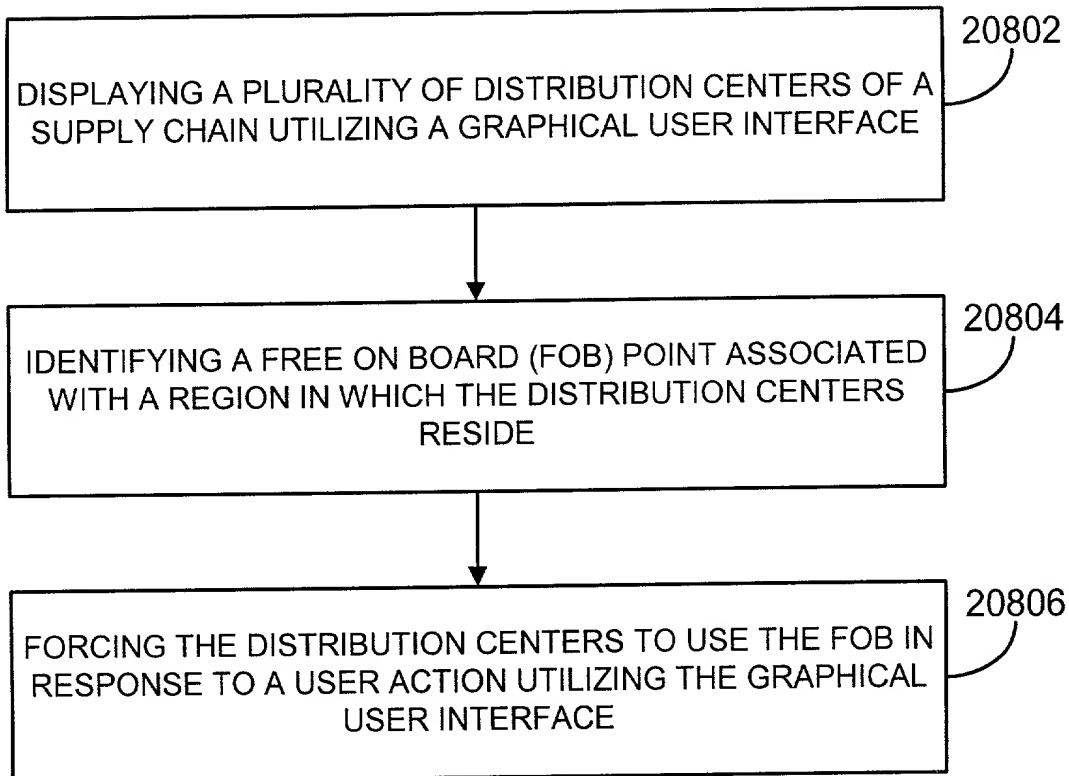 20802
DISPLAYING A PLURALITY OF DISTRIBUTION CENTERS OF A
SUPPLY CHAIN UTILIZING A GRAPHICAL USER INTERFACE
20804
IDENTIFYING A FREE ON BOARD (FOB) POINT ASSOCIATED
WITH A REGION IN WHICH THE DISTRIBUTION CENTERS
RESIDE
20806
FORCING THE DISTRIBUTION CENTERS TO USE THE FOB IN
RESPONSE TO A USER ACTION UTILIZING THE GRAPHICAL
USER INTERFACE